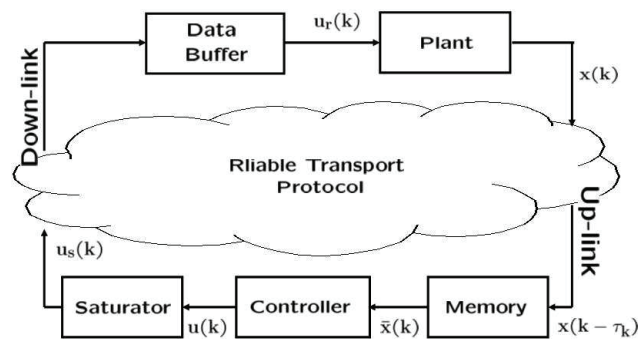 Data
Buffer
u_r(k)
Plant
x(k)
Down-link
Rliable Transport
Protocol
Up-link
u_s(k)
Saturator
u(k)
Controller
x̄(k)
Memory
x(k − τ_k)